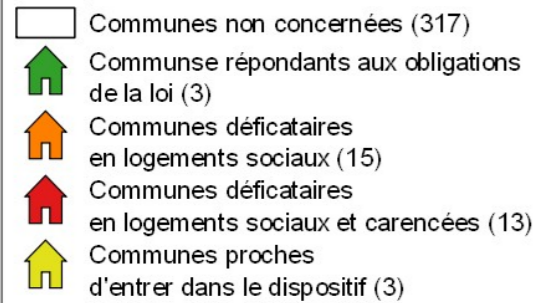 Communes non concernées (317)
Communse répondants aux obligations
de la loi (3)
Communes déficataires
en logements sociaux (15)
Communes déficataires
en logements sociaux et carencées (13)
Communes proches
d'entrer dans le dispositif (3)